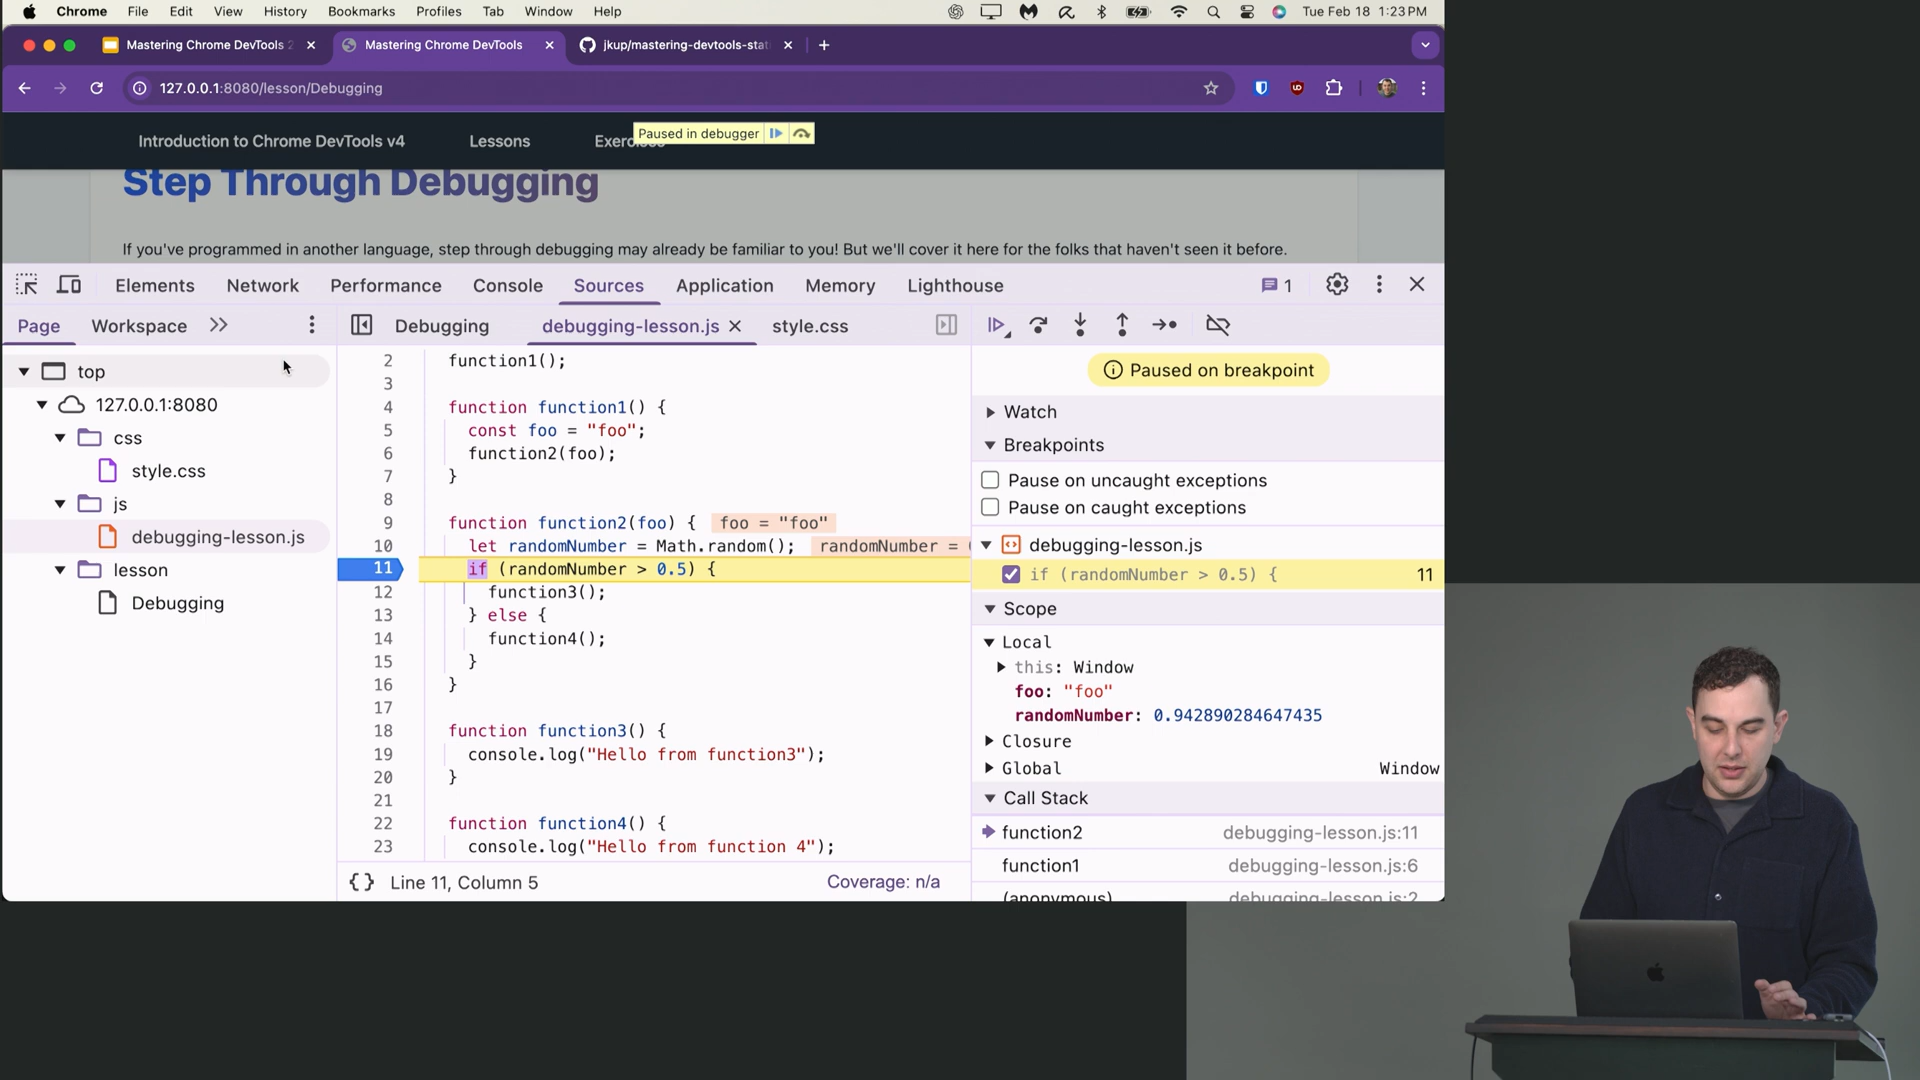 Chrome File Edit View History Bookmarks Profiles Tab Window Help Tue Feb 18 1:23 PM
Mastering Chrome DevTools 2 Mastering Chrome DevTools jkup/mastering-devtools-stat
127.0.0.1:8080/lesson/Debugging
Paused in debugger
Introduction to Chrome DevTools v4 Lessons Exercises
Step Through Debugging
If you've programmed in another language, step through debugging may already be familiar to you! But we'll cover it here for the folks that haven't seen it before.
Elements Network Performance Console Sources Application Memory Lighthouse 1
Page Workspace
top
127.0.0.1:8080
css
style.css
js
debugging-lesson.js
lesson
Debugging
Debugging debugging-lesson.js style.css
2 function1();
3
4 function function1() {
5 const foo = "foo";
6 function2(foo);
7 }
8
9 function function2(foo) { foo = "foo"
10 let randomNumber = Math.random(); randomNumber =
11 if (randomNumber > 0.5) {
12 function3();
13 } else {
14 function4();
15 }
16 }
17
18 function function3() {
19 console.log("Hello from function3");
20 }
21
22 function function4() {
23 console.log("Hello from function 4");
{} Line 11, Column 5 Coverage: n/a
Paused on breakpoint
Watch
Breakpoints
Pause on uncaught exceptions
Pause on caught exceptions
debugging-lesson.js
if (randomNumber > 0.5) { 11
Scope
Local
this: Window
foo: "foo"
randomNumber: 0.942890284647435
Closure
Global Window
Call Stack
function2 debugging-lesson.js:11
function1 debugging-lesson.js:6
(anonymous) debugging-lesson.js:2